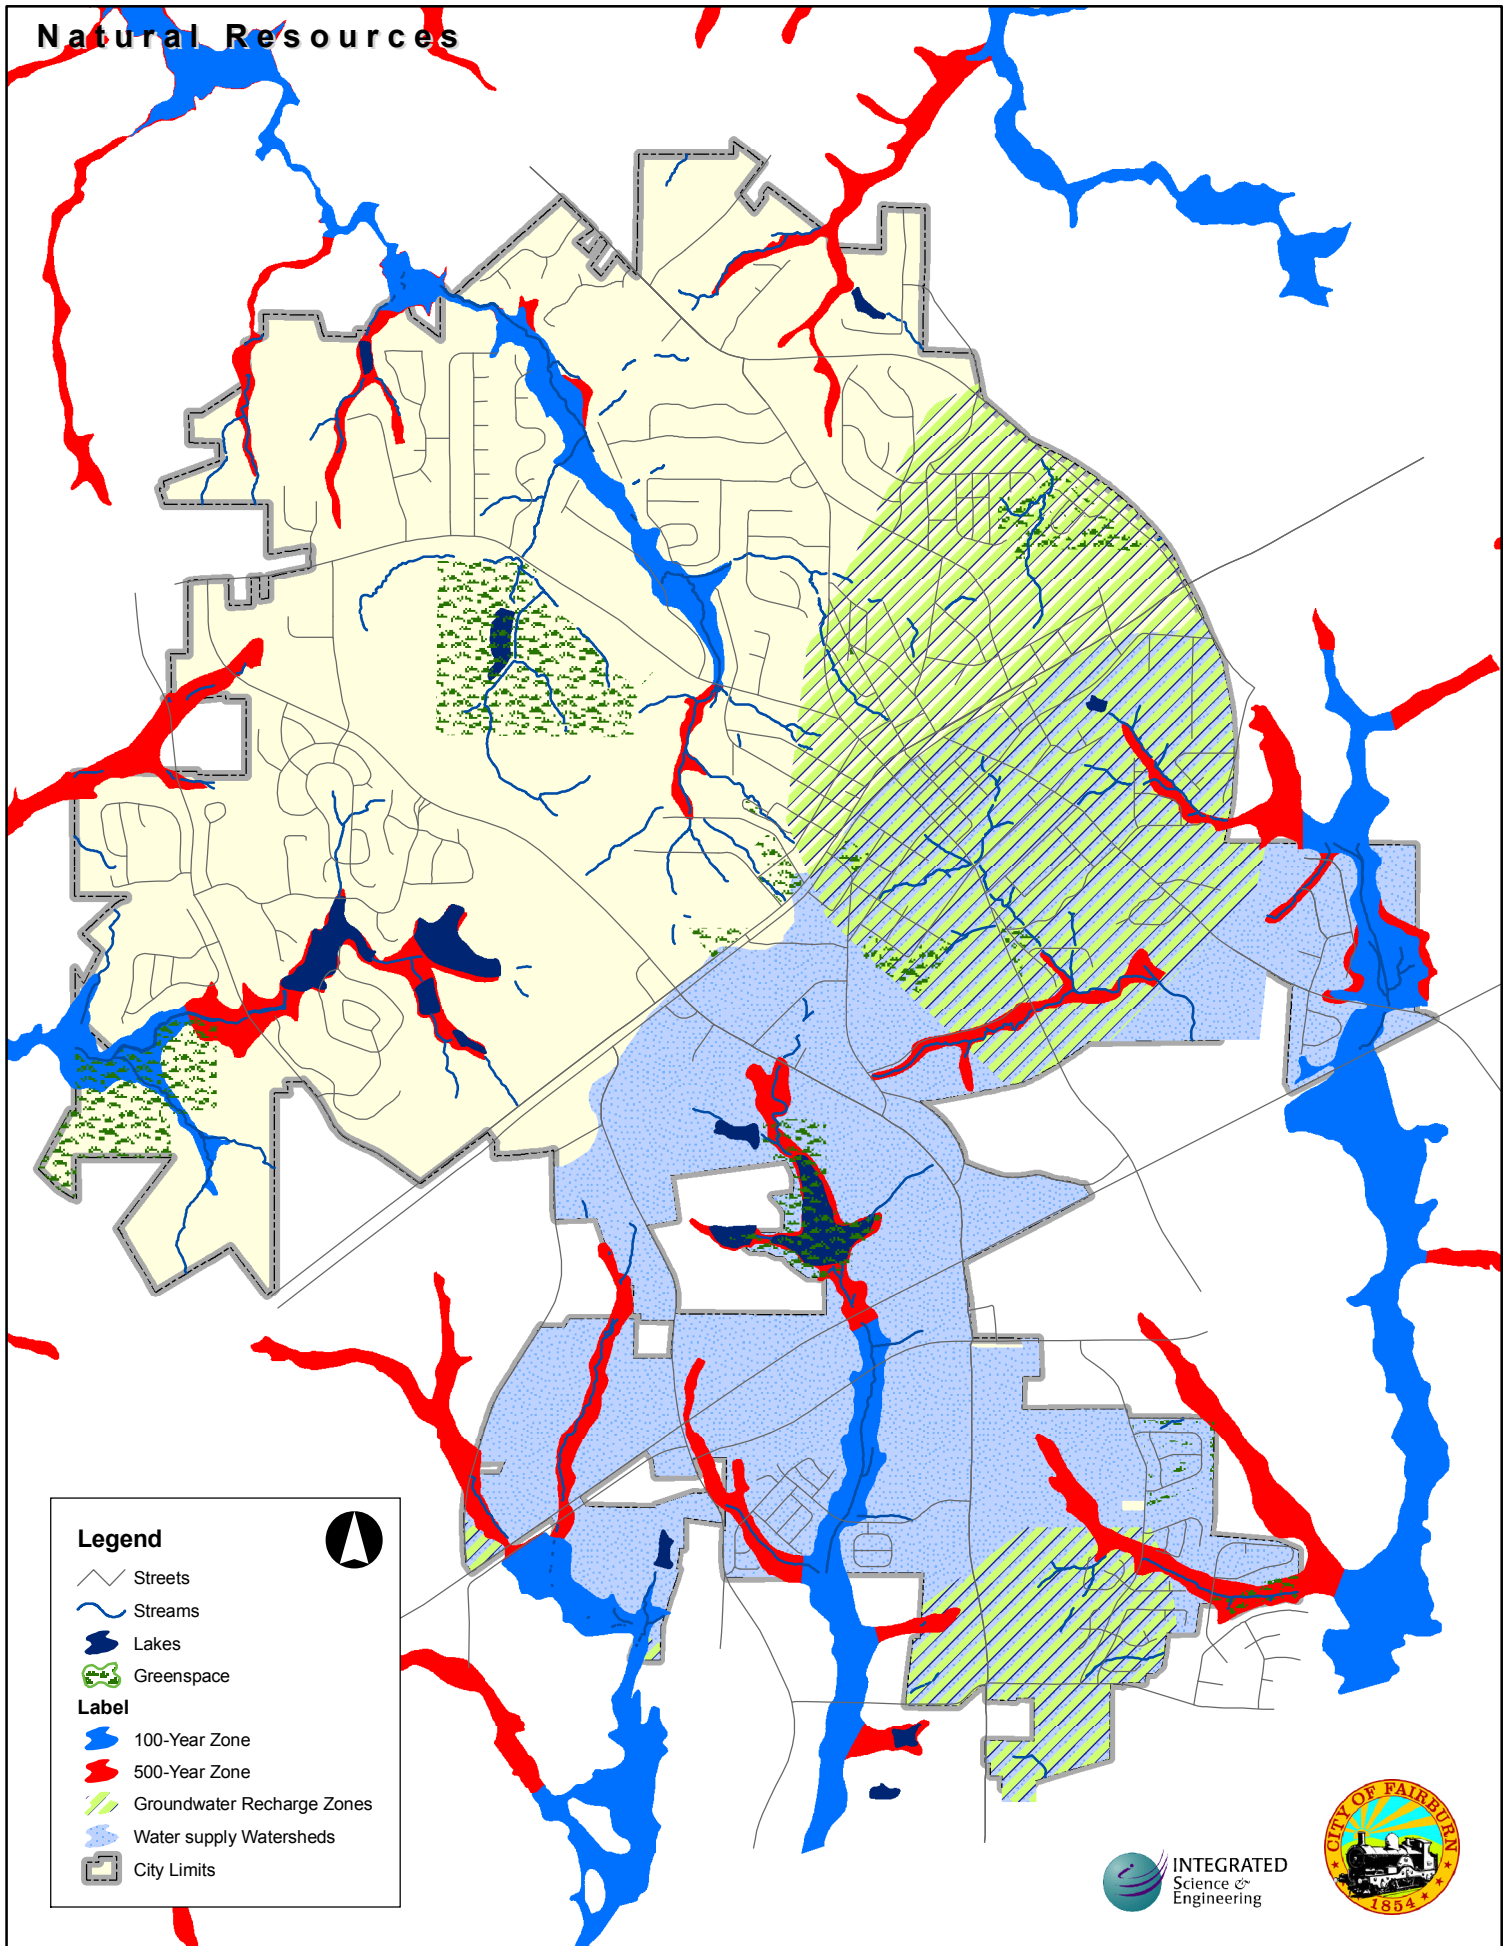 Natural Resources
Legend
Streets
Streams
Lakes
Greenspace
Label
100-Year Zone
500-Year Zone
Groundwater Recharge Zones
Water supply Watersheds
City Limits
i
INTEGRATED
Science &
Engineering
CITY OF FAIRBURN
1854